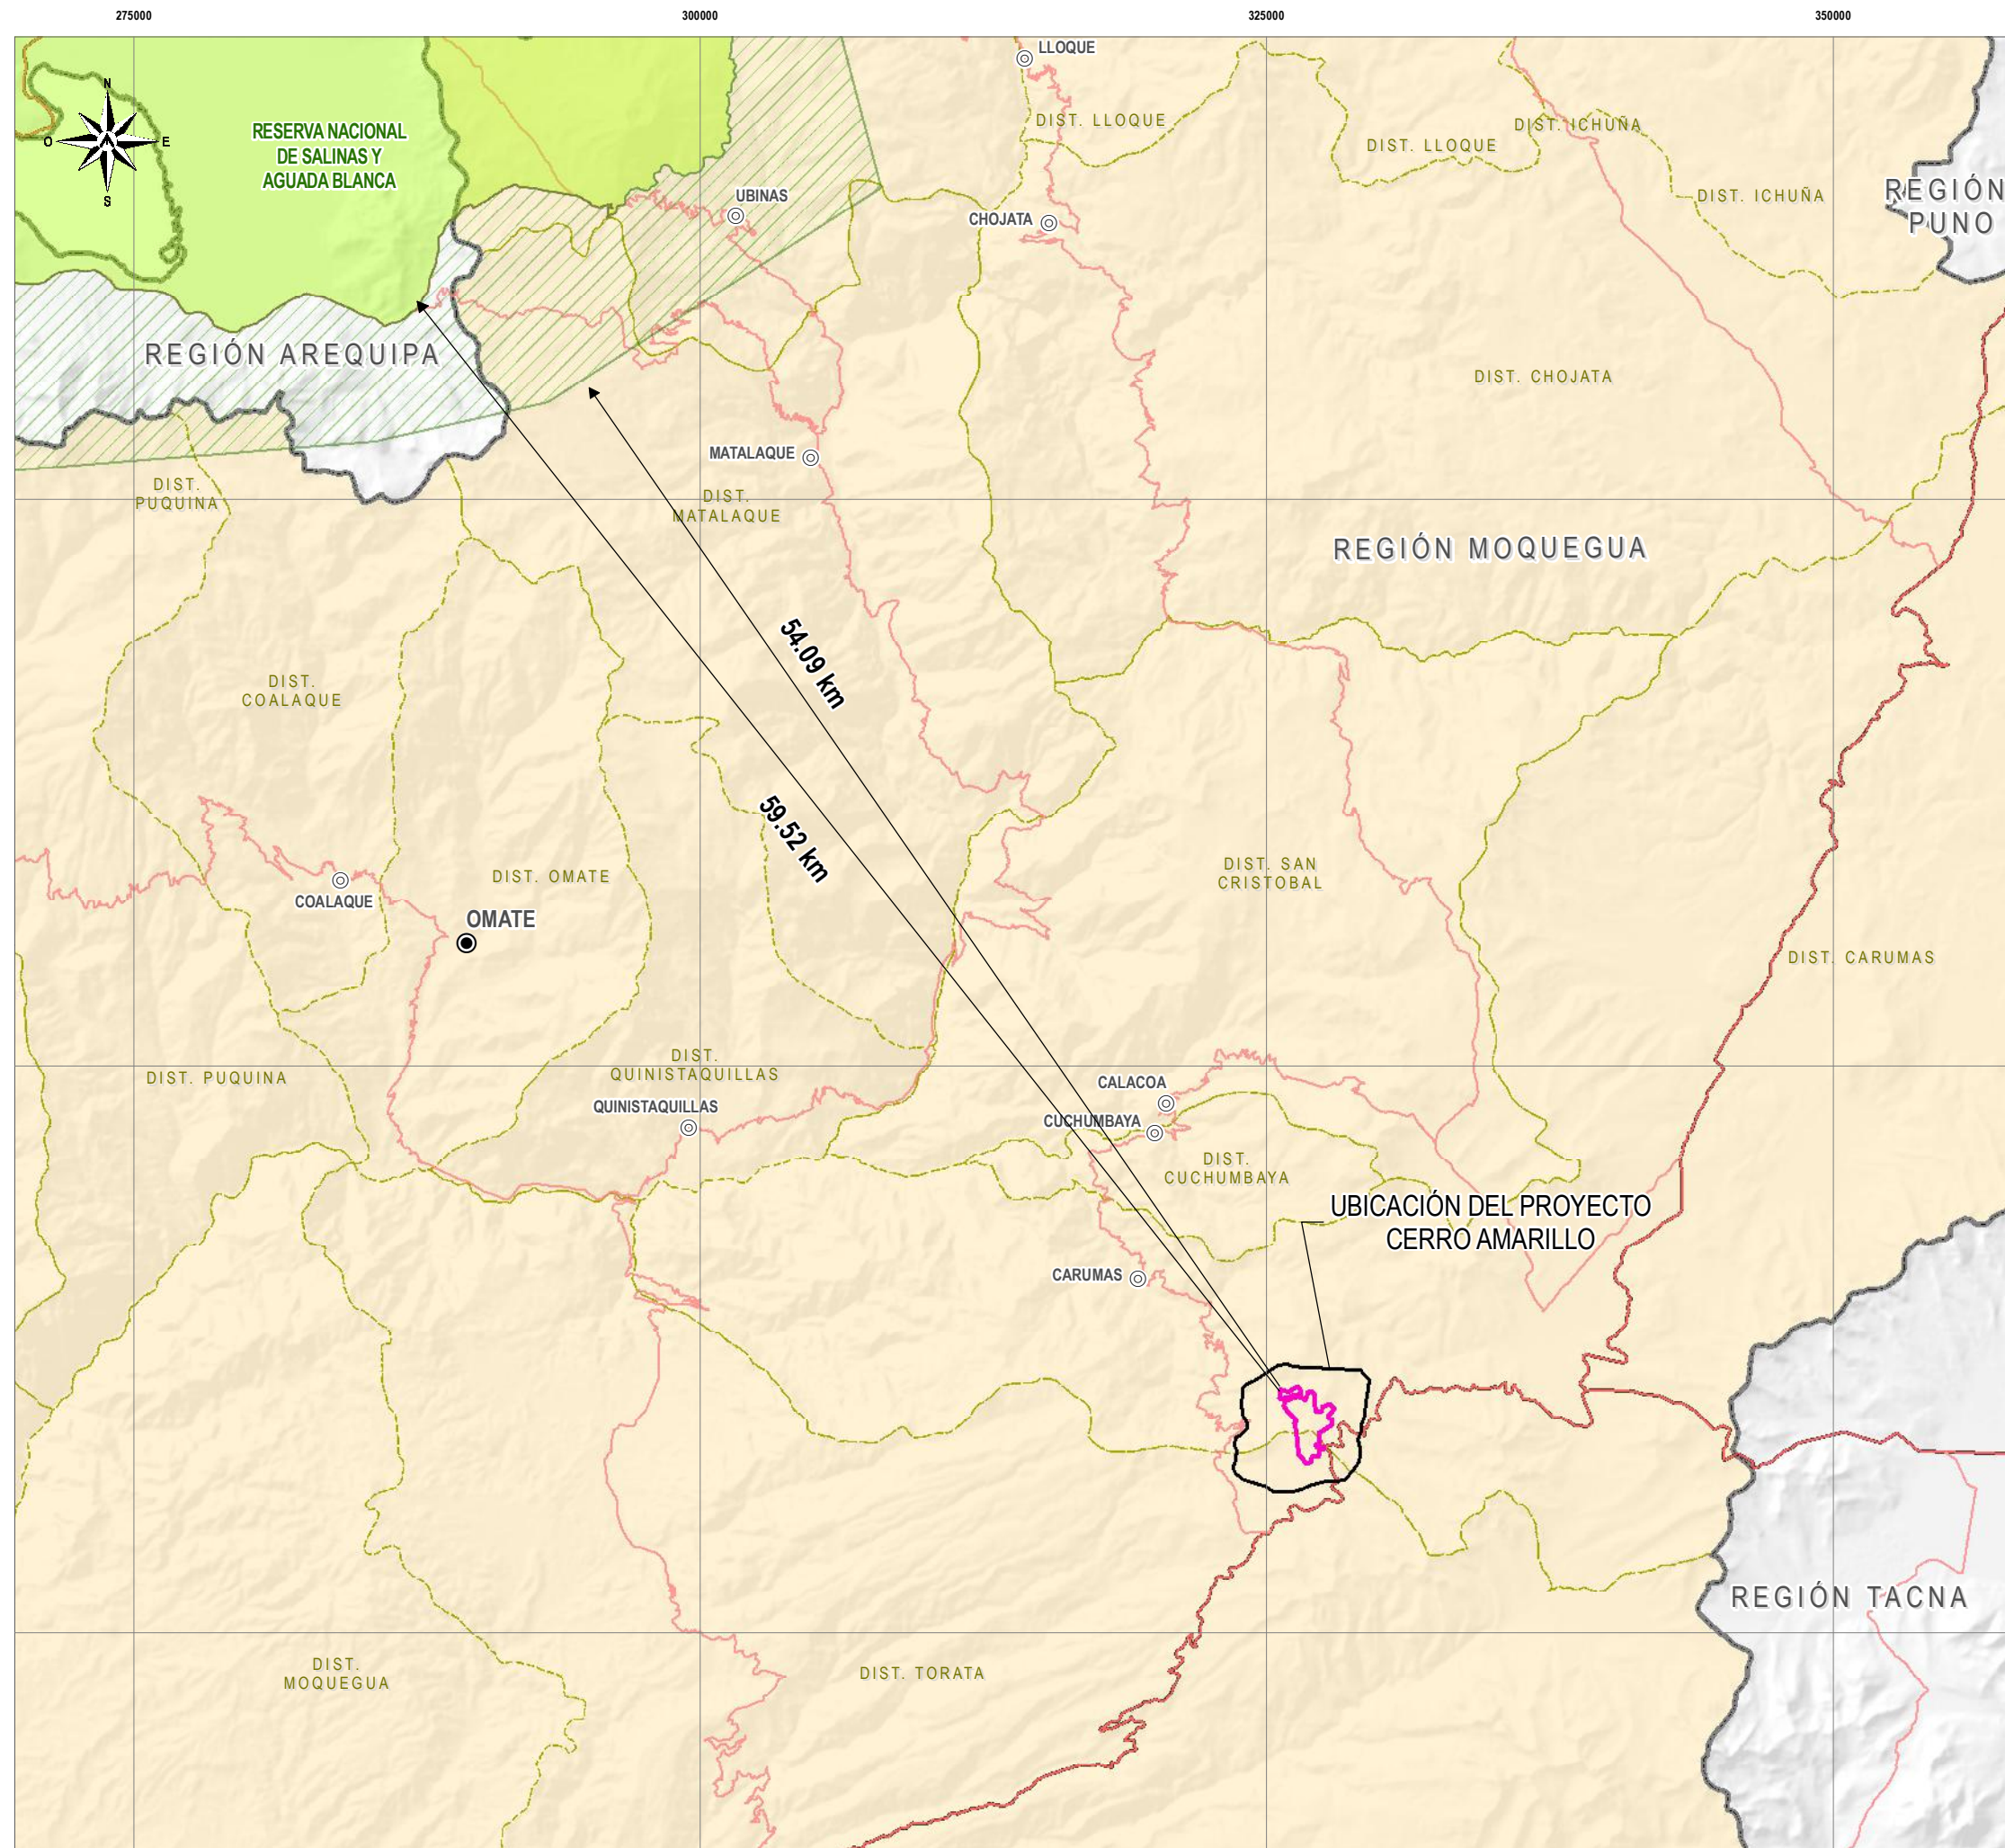 275000
300000
325000
350000
LLOQUE
N
O
E
S
RESERVA NACIONAL
DE SALINAS Y
AGUADA BLANCA
DIST. LLOQUE
DIST. LLOQUE
DIST. ICHUÑA
DIST. ICHUÑA
REGIÓN
PUNO
UBINAS
CHOJATA
REGIÓN AREQUIPA
DIST. CHOJATA
MATALAQUE
DIST.
PUQUINA
DIST.
MATALAQUE
REGIÓN MOQUEGUA
54.09 km
DIST.
COALAQUE
59.52 km
DIST. OMATE
COALAQUE
OMATE
DIST. SAN
CRISTOBAL
DIST. CARUMAS
DIST. PUQUINA
DIST.
QUINISTAQUILLAS
QUINISTAQUILLAS
CALACOA
CUCHUMBAYA
DIST.
CUCHUMBAYA
UBICACIÓN DEL PROYECTO
CERRO AMARILLO
CARUMAS
REGIÓN TACNA
DIST.
MOQUEGUA
DIST. TORATA